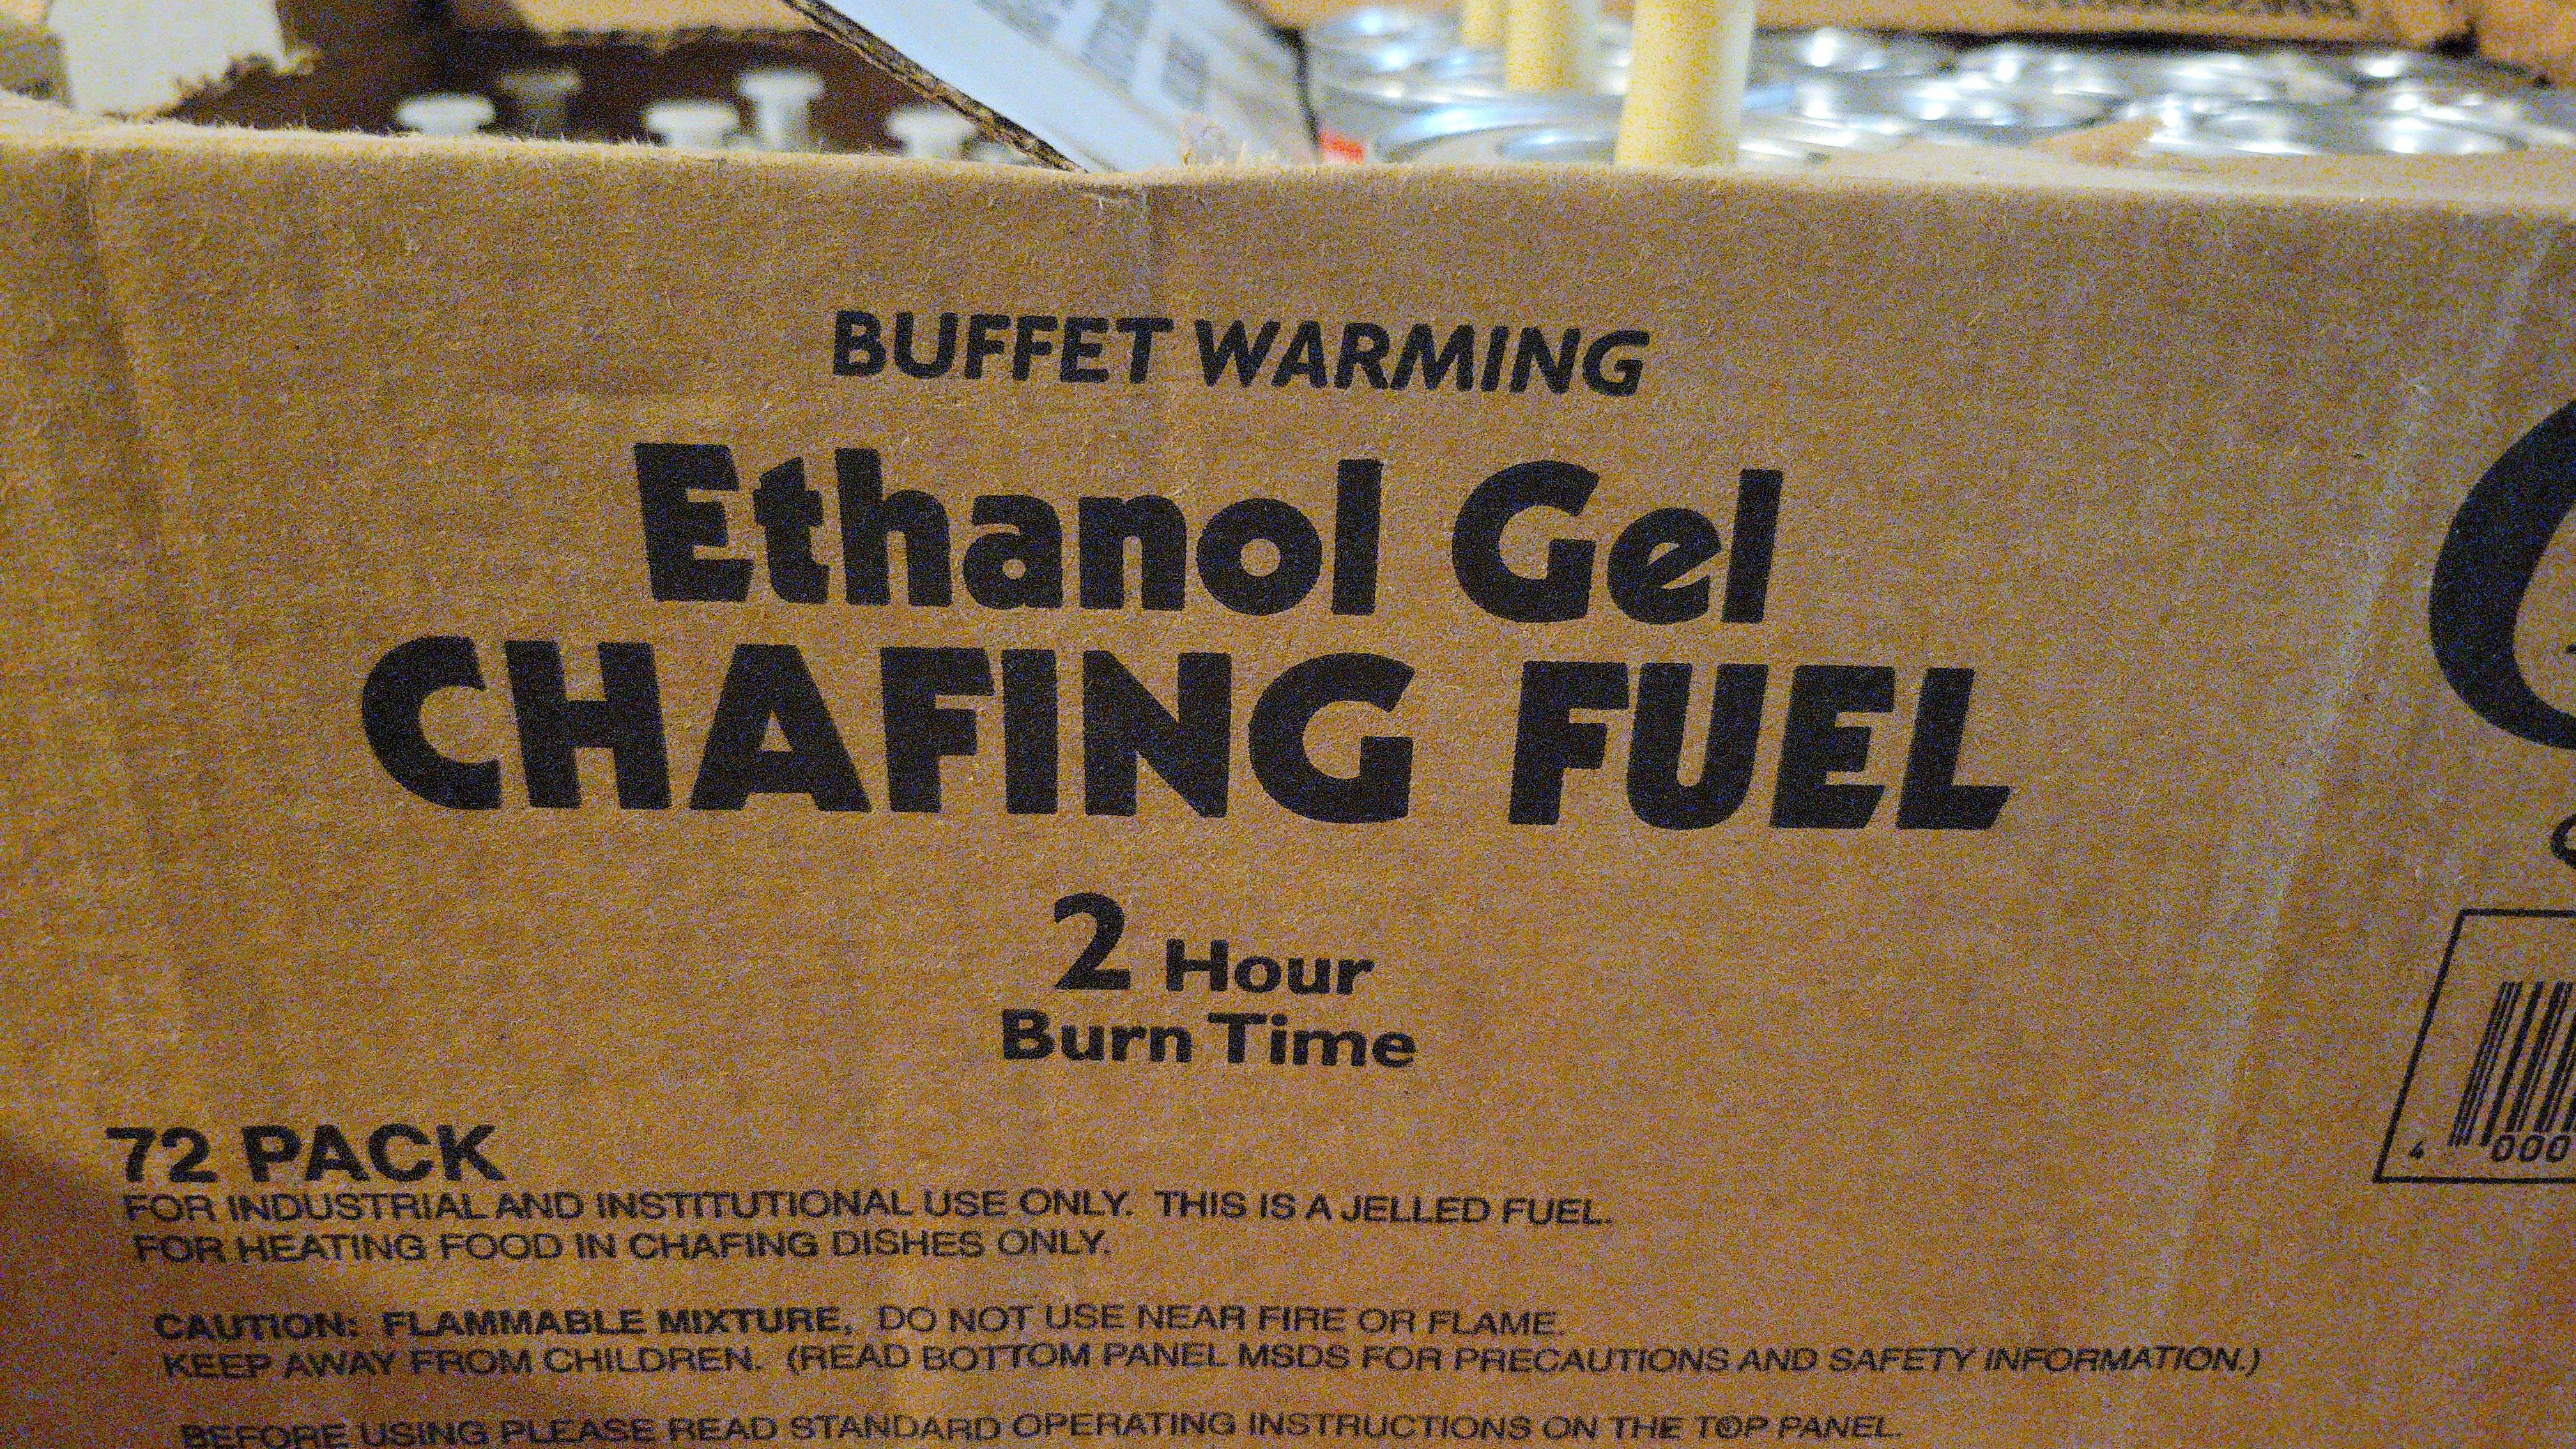 BUFFET WARMING
Ethanol Gel
CHAFING FUEL
2 Hour
Burn Time
72 PACK
FOR INDUSTRIAL AND INSTITUTIONAL USE ONLY. THIS IS A JELLED FUEL.
FOR HEATING FOOD IN CHAFING DISHES ONLY.
CAUTION: FLAMMABLE MIXTURE, DO NOT USE NEAR FIRE OR FLAME.
KEEP AWAY FROM CHILDREN. (READ BOTTOM PANEL MSDS FOR PRECAUTIONS AND SAFETY INFORMATION.)
BEFORE USING PLEASE READ STANDARD OPERATING INSTRUCTIONS ON THE TOP PANEL.
4 000